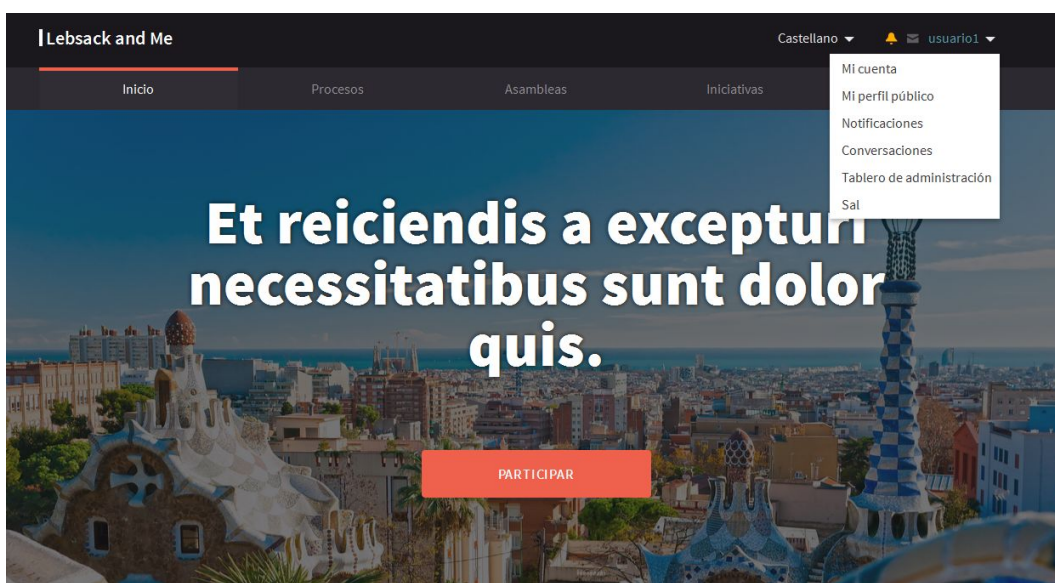 Lebsack and Me
Castellano
usuario1
Inicio
Procesos
Asambleas
Iniciativas
Mi cuenta
Mi perfil público
Notificaciones
Conversaciones
Tablero de administración
Sal
Et reiciendis a excepturi
necessitatibus sunt dolor
quis.
PARTICIPAR